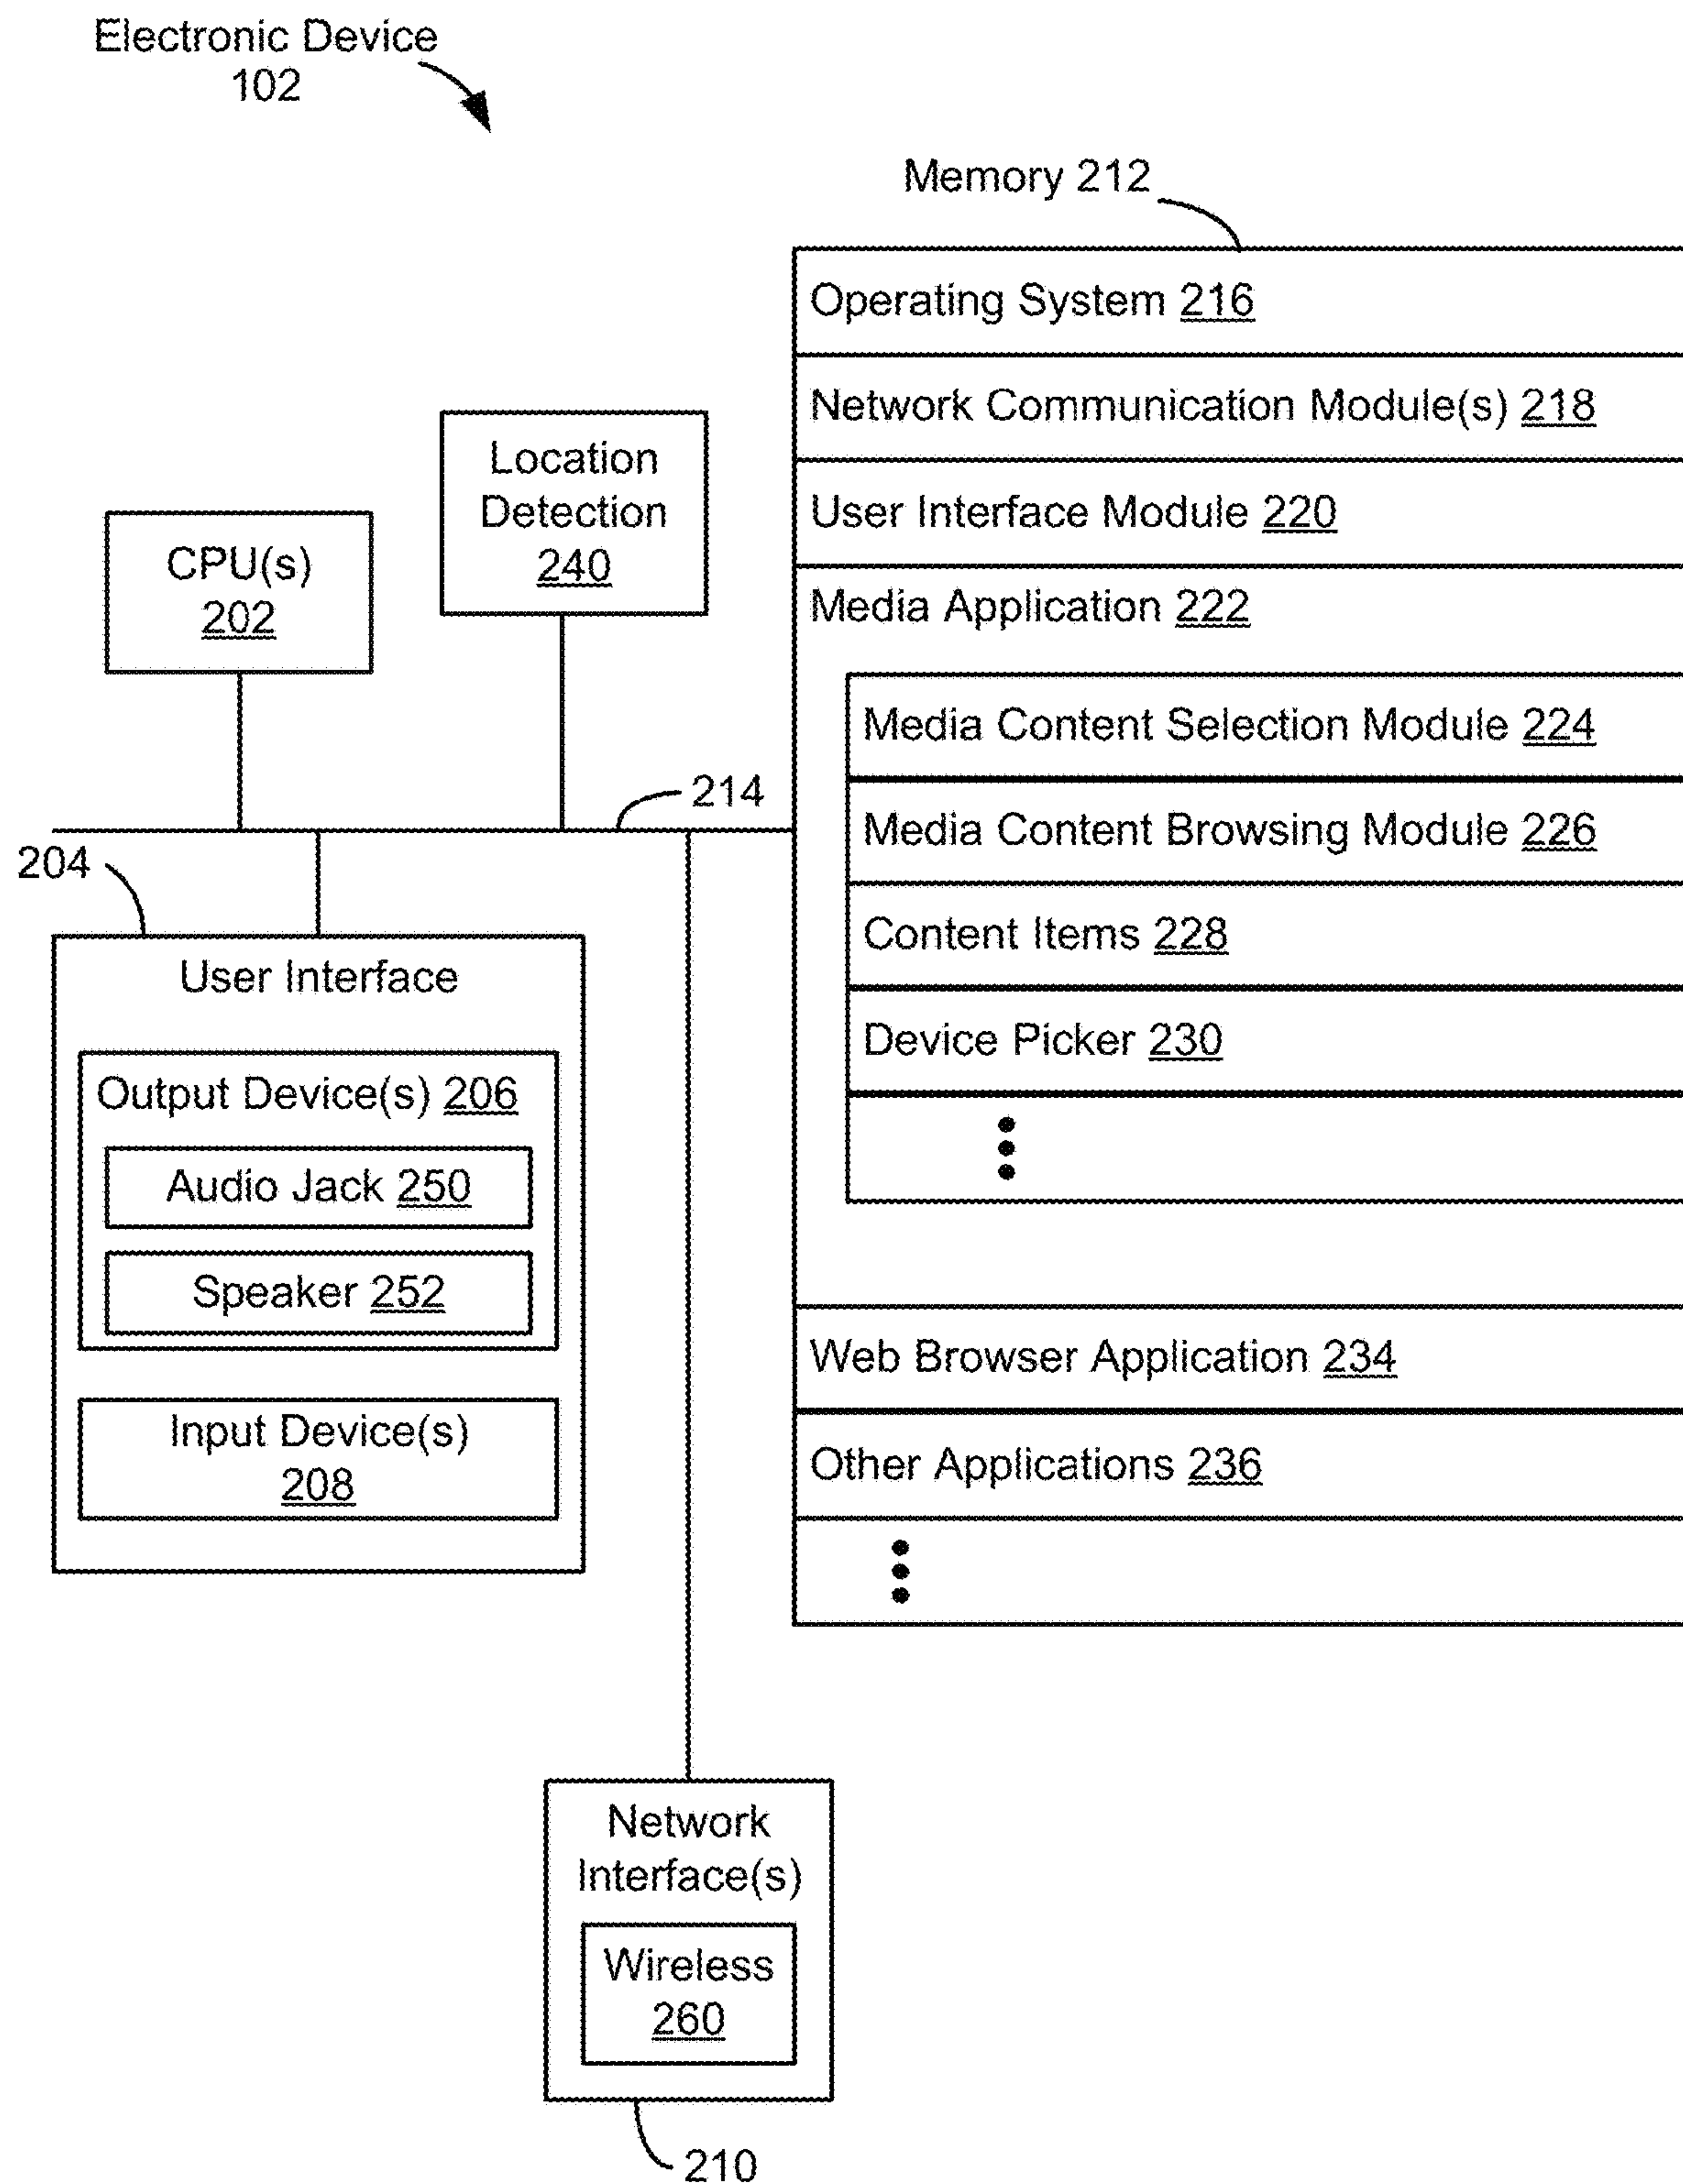 Electronic Device
102
Memory 212
Operating System 216
Network Communication Module(s) 218
User Interface Module 220
Media Application 222
Media Content Selection Module 224
Media Content Browsing Module 226
Content Items 228
Device Picker 230
Web Browser Application 234
Other Applications 236
Location
Detection
240
CPU(s)
202
214
204
User Interface
Output Device(s) 206
Audio Jack 250
Speaker 252
Input Device(s)
208
Network
Interface(s)
Wireless
260
210